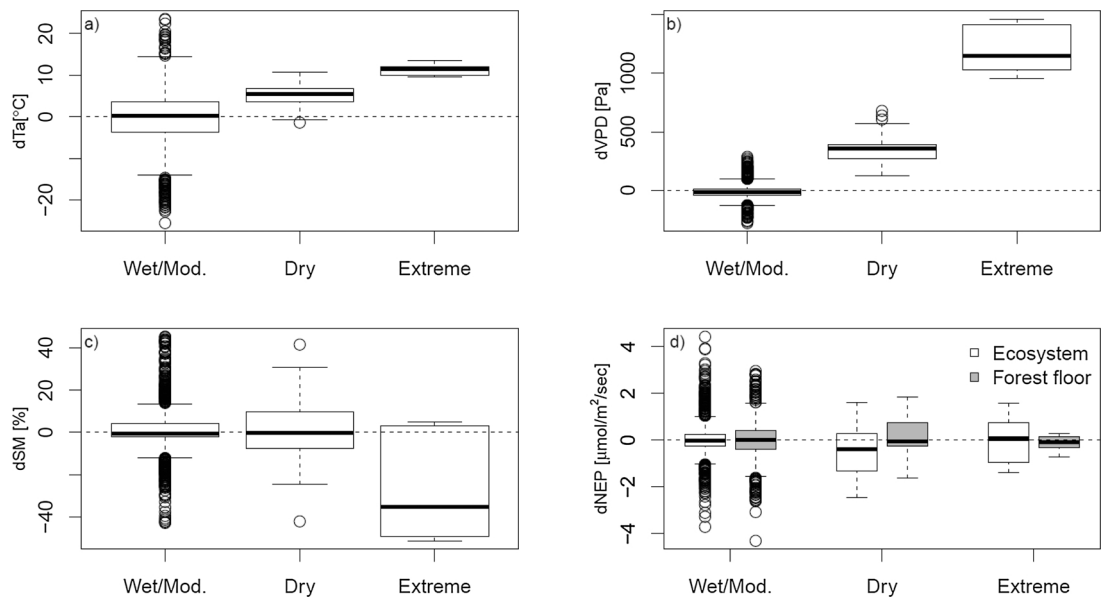 a)
20
10
0
−20
dTa[°C]
Wet/Mod.
Dry
Extreme
b)
1000
500
0
dVPD [Pa]
Wet/Mod.
Dry
Extreme
c)
40
20
0
−40
dSM [%]
Wet/Mod.
Dry
Extreme
d)
Ecosystem
Forest floor
4
2
0
−2
−4
dNEP [μmol/m²/sec]
Wet/Mod.
Dry
Extreme